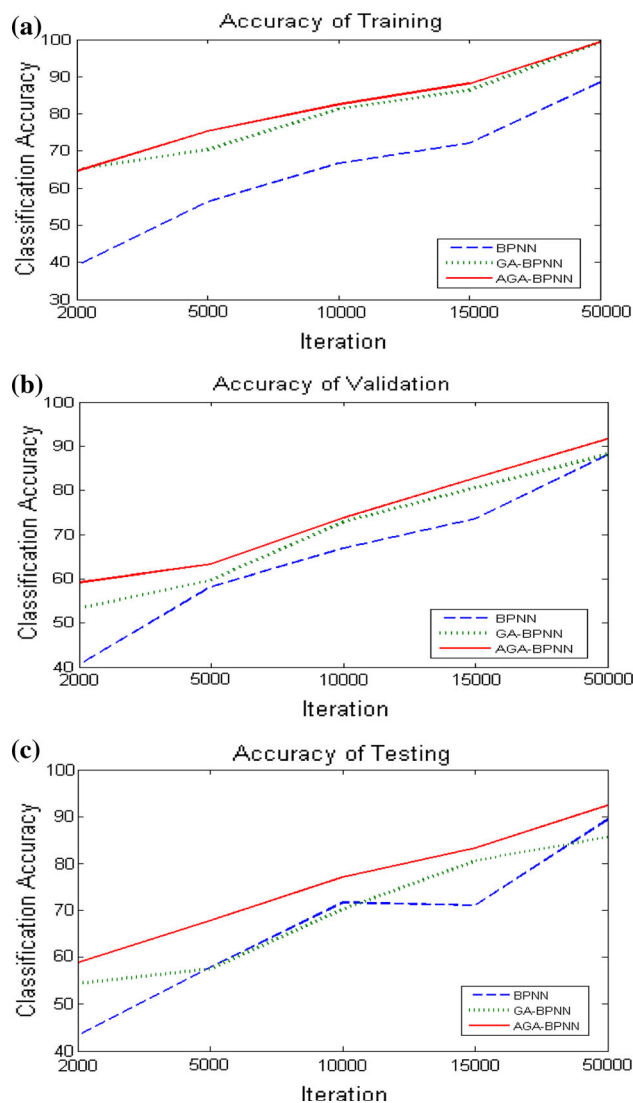 (a)
Accuracy of Training
Classification Accuracy
100
90
80
70
60
50
40
30
2000
5000
10000
15000
50000
Iteration
BPNN
GA-BPNN
AGA-BPNN
(b)
Accuracy of Validation
Classification Accuracy
100
90
80
70
60
50
40
2000
5000
10000
15000
50000
Iteration
BPNN
GA-BPNN
AGA-BPNN
(c)
Accuracy of Testing
Classification Accuracy
100
90
80
70
60
50
40
2000
5000
10000
15000
50000
Iteration
BPNN
GA-BPNN
AGA-BPNN